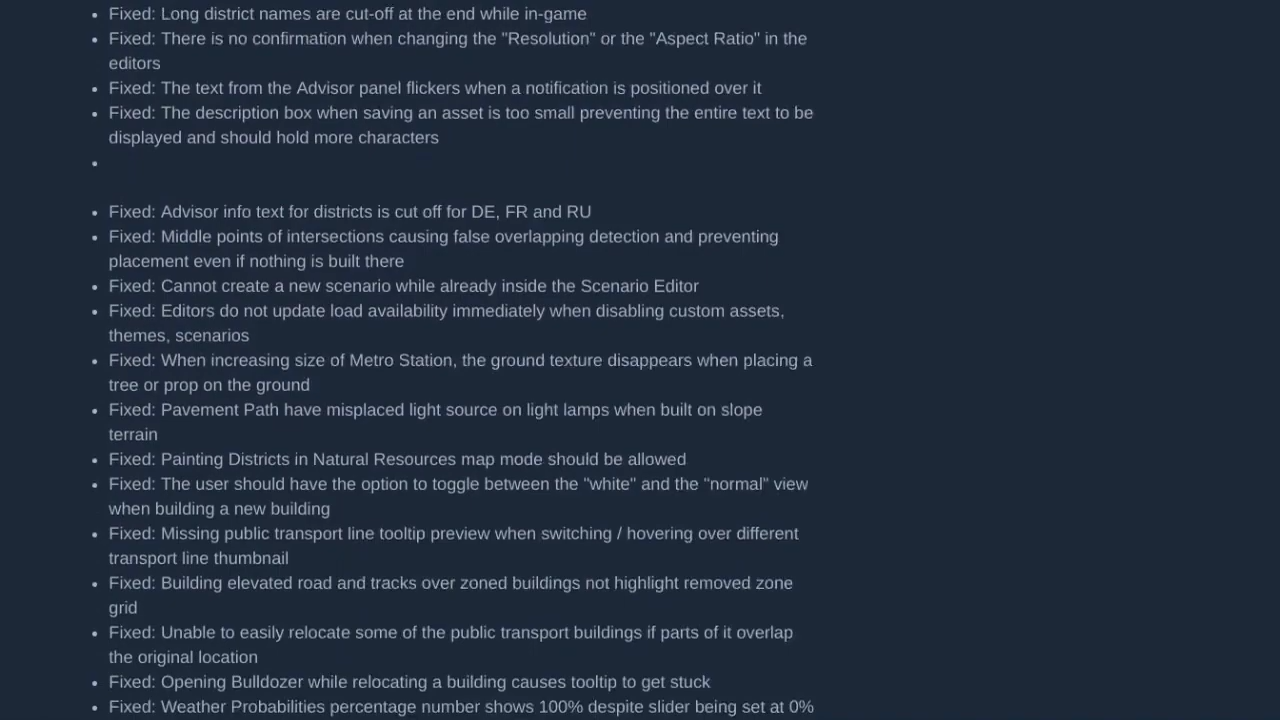 Fixed: Long district names are cut-off at the end while in-game
Fixed: There is no confirmation when changing the "Resolution" or the "Aspect Ratio" in the
editors
Fixed: The text from the Advisor panel flickers when a notification is positioned over it
Fixed: The description box when saving an asset is too small preventing the entire text to be
displayed and should hold more characters
Fixed: Advisor info text for districts is cut off for DE, FR and RU
Fixed: Middle points of intersections causing false overlapping detection and preventing
placement even if nothing is built there
Fixed: Cannot create a new scenario while already inside the Scenario Editor
Fixed: Editors do not update load availability immediately when disabling custom assets,
themes, scenarios
Fixed: When increasing size of Metro Station, the ground texture disappears when placing a
tree or prop on the ground
Fixed: Pavement Path have misplaced light source on light lamps when built on slope
terrain
Fixed: Painting Districts in Natural Resources map mode should be allowed
Fixed: The user should have the option to toggle between the "white" and the "normal" view
when building a new building
Fixed: Missing public transport line tooltip preview when switching / hovering over different
transport line thumbnail
Fixed: Building elevated road and tracks over zoned buildings not highlight removed zone
grid
Fixed: Unable to easily relocate some of the public transport buildings if parts of it overlap
the original location
Fixed: Opening Bulldozer while relocating a building causes tooltip to get stuck
Fixed: Weather Probabilities percentage number shows 100% despite slider being set at 0%